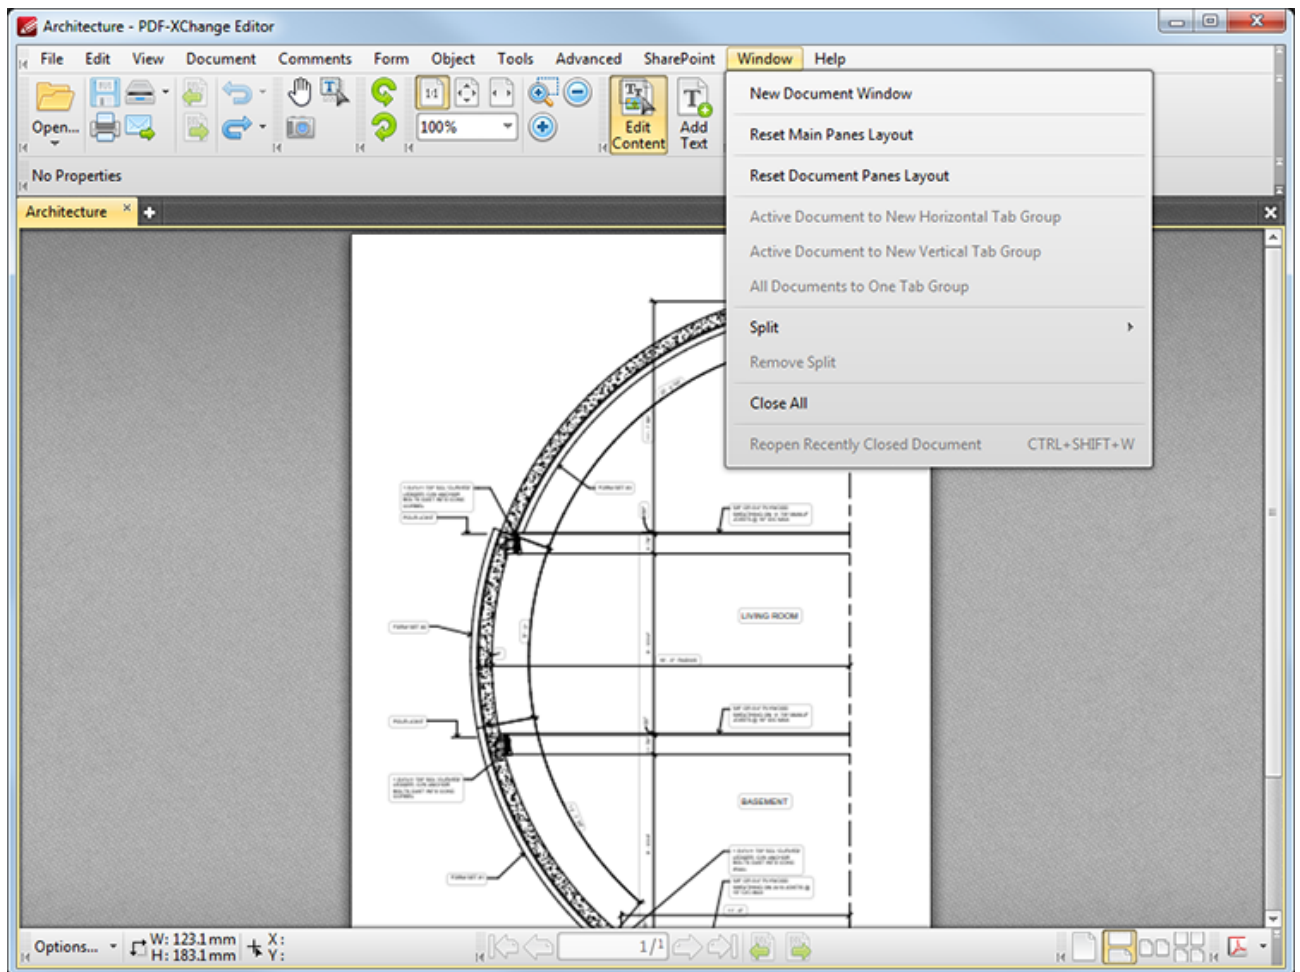 Architecture - PDF-XChange Editor
File Edit View Document Comments Form Object Tools Advanced SharePoint Window Help
Open...
1:1
100%
Edit Content
Add Text
No Properties
Architecture
New Document Window
Reset Main Panes Layout
Reset Document Panes Layout
Active Document to New Horizontal Tab Group
Active Document to New Vertical Tab Group
All Documents to One Tab Group
Split
Remove Split
Close All
Reopen Recently Closed Document CTRL+SHIFT+W
LIVING ROOM
BASEMENT
Options...
W: 123.1 mm X:
H: 183.1 mm Y:
1/1